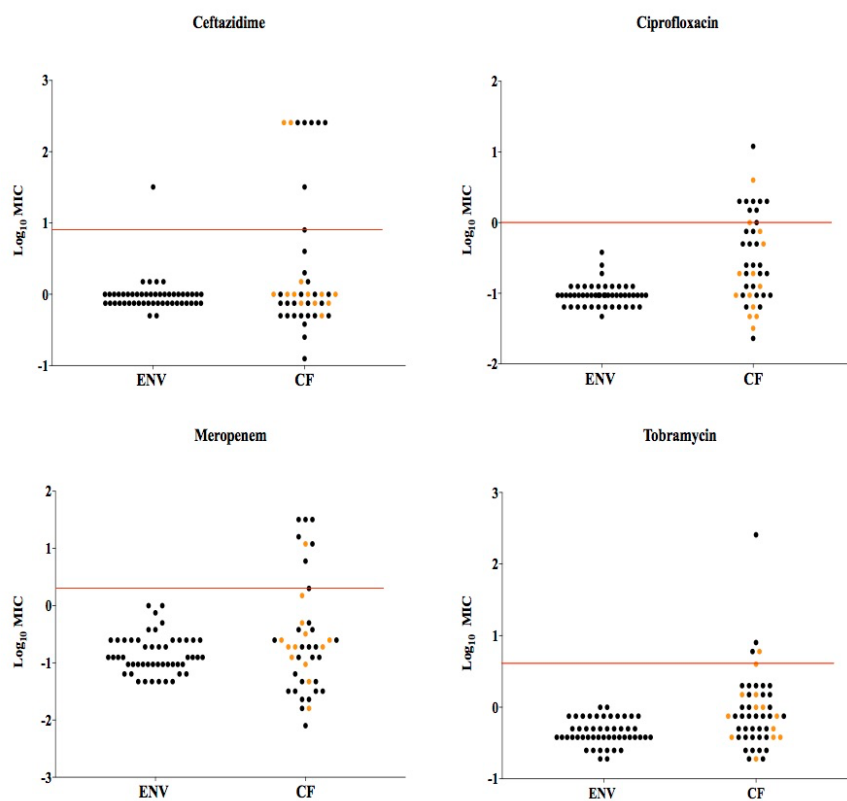 Ceftazidime
3
2
1
0
-1
Log10 MIC
ENV CF
Ciprofloxacin
2
1
0
-1
-2
Log10 MIC
ENV CF
Meropenem
2
1
0
-1
-2
-3
Log10 MIC
ENV CF
Tobramycin
3
2
1
0
-1
Log10 MIC
ENV CF